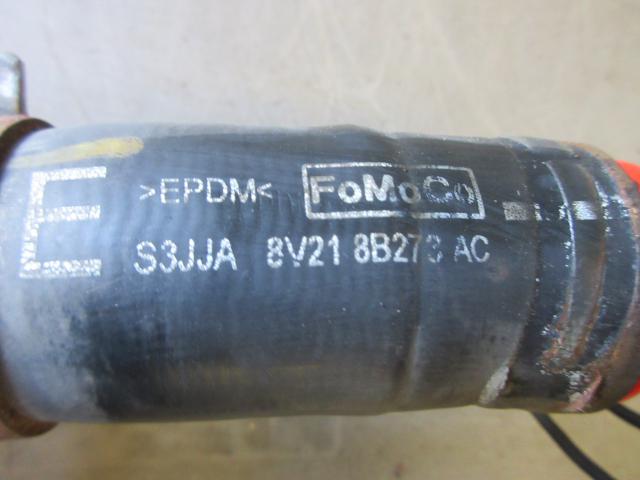 E
>EPDM< FoMoCo
S3JJA 8V21 8B273 AC